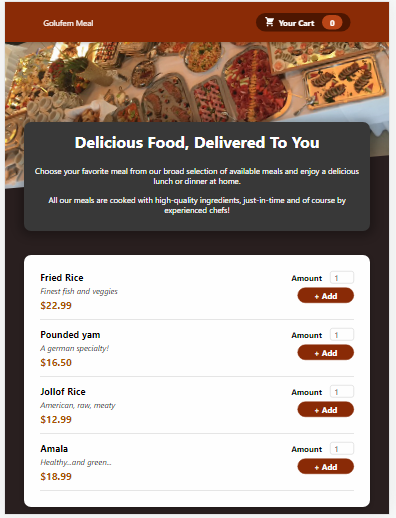 Golufem Meal
Your Cart 0
Delicious Food, Delivered To You
Choose your favorite meal from our broad selection of available meals and enjoy a delicious
lunch or dinner at home.
All our meals are cooked with high-quality ingredients, just-in-time and of course by
experienced chefs!
Fried Rice
Amount 1
Finest fish and veggies
+ Add
$22.99
Pounded yam
Amount 1
A german specialty!
+ Add
$16.50
Jollof Rice
Amount 1
American, raw, meaty
+ Add
$12.99
Amala
Amount 1
Healthy...and green...
+ Add
$18.99